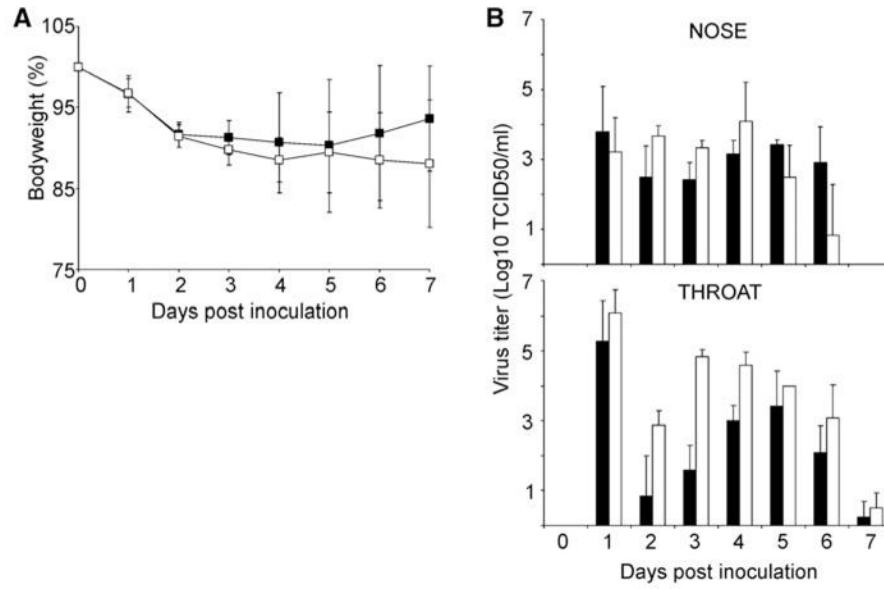 A
105
95
85
75
Bodyweight (%)
0 1 2 3 4 5 6 7
Days post inoculation
B
NOSE
7
5
3
1
THROAT
7
5
3
1
Virus titer (Log10 TCID50/ml)
0 1 2 3 4 5 6 7
Days post inoculation